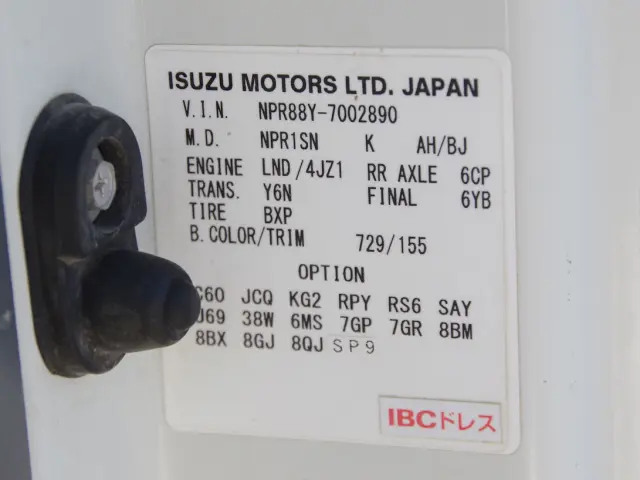 ISUZU MOTORS LTD. JAPAN
V.I.N. NPR88Y-7002890
M.D. NPR1SN K AH/BJ
ENGINE LND/4JZ1 RR AXLE 6CP
TRANS. Y6N FINAL 6YB
TIRE BXP
B.COLOR/TRIM 729/155
OPTION
JCQ KG2 RPY RS6 SAY
38W 6MS 7GP 7GR 8BM
8BX 8GJ 8QJ SP9
IBCドレス